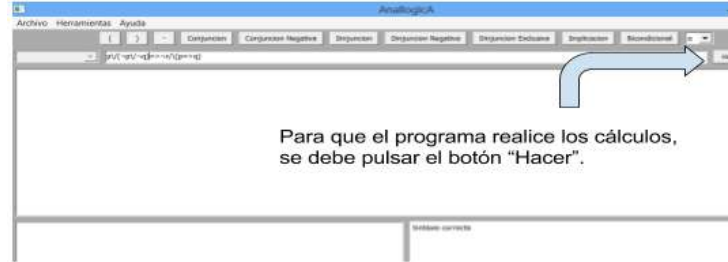 AnallogicA
Archivo Herramientas Ayuda
( ) ~ Conjuncion Conjuncion Negativa Disjuncion Disjuncion Negativa Disjuncion Exclusiva Implicacion Bicondicional
Para que el programa realice los cálculos,
se debe pulsar el botón “Hacer”.
Sintaxis correcta